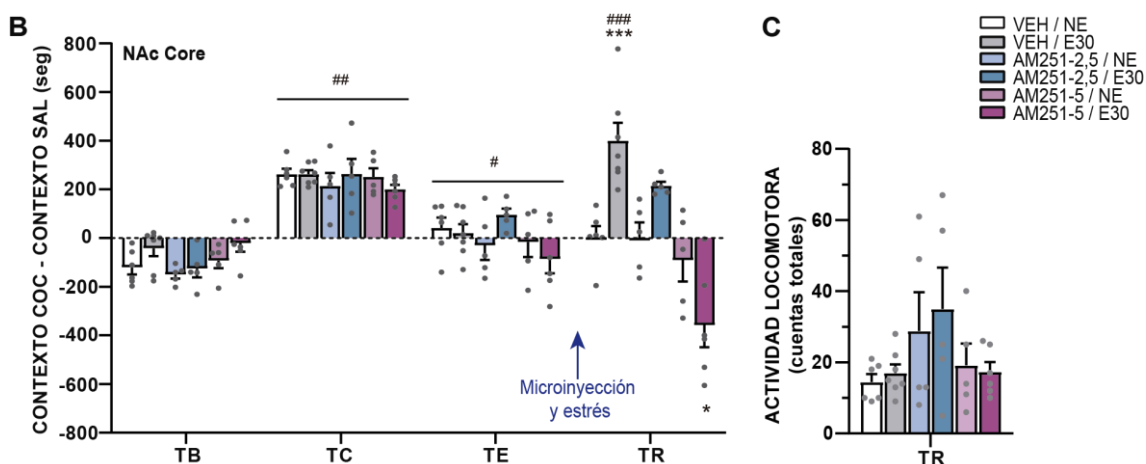 B
NAc Core
CONTEXTO COC - CONTEXTO SAL (seg)
800
600
400
200
0
-200
-400
-600
-800
##
#
###
***
*
Microinyección
y estrés
TB
TC
TE
TR
C
VEH / NE
VEH / E30
AM251-2,5 / NE
AM251-2,5 / E30
AM251-5 / NE
AM251-5 / E30
ACTIVIDAD LOCOMOTORA
(cuentas totales)
80
60
40
20
0
TR